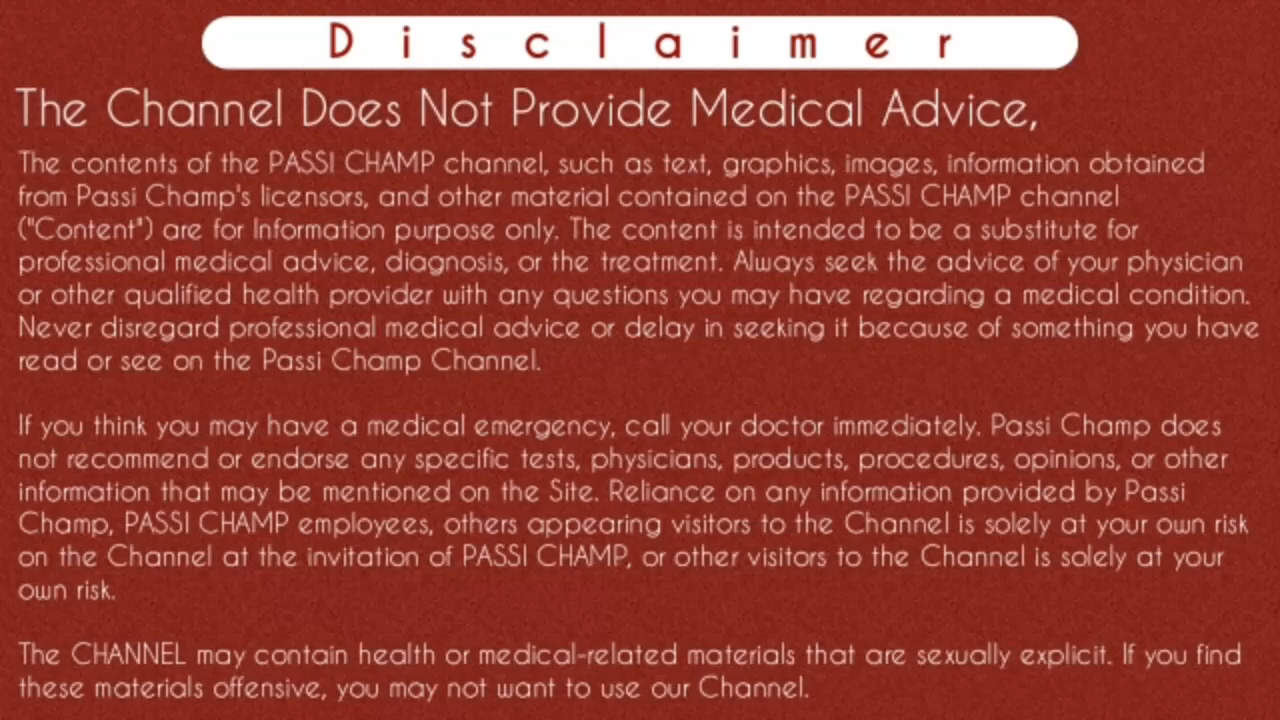 Disclaimer
The Channel Does Not Provide Medical Advice,
The contents of the PASSI CHAMP channel, such as text, graphics, images, information obtained
from Passi Champ's licensors, and other material contained on the PASSI CHAMP channel
("Content") are for Information purpose only. The content is intended to be a substitute for
professional medical advice, diagnosis, or the treatment. Always seek the advice of your physician
or other qualified health provider with any questions you may have regarding a medical condition.
Never disregard professional medical advice or delay in seeking it because of something you have
read or see on the Passi Champ Channel.
If you think you may have a medical emergency, call your doctor immediately. Passi Champ does
not recommend or endorse any specific tests, physicians, products, procedures, opinions, or other
information that may be mentioned on the Site. Reliance on any information provided by Passi
Champ, PASSI CHAMP employees, others appearing visitors to the Channel is solely at your own risk
on the Channel at the invitation of PASSI CHAMP, or other visitors to the Channel is solely at your
own risk.
The CHANNEL may contain health or medical-related materials that are sexually explicit. If you find
these materials offensive, you may not want to use our Channel.